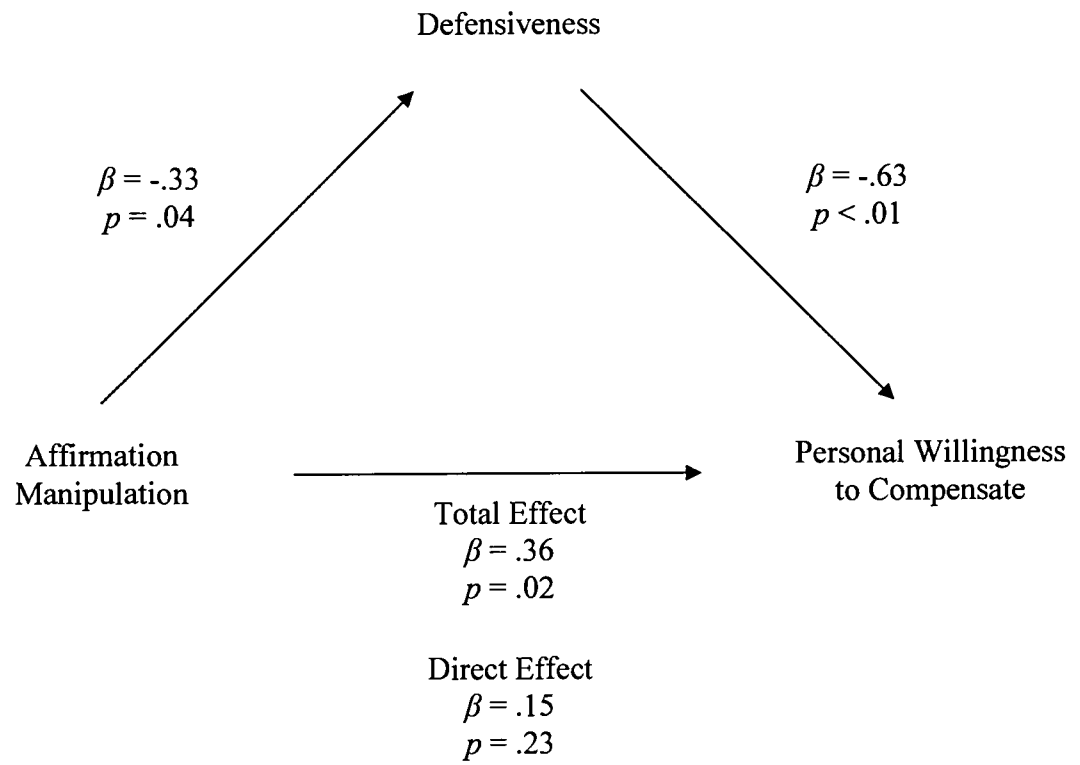 Defensiveness
β = -.33
p = .04
β = -.63
p < .01
Affirmation
Manipulation
Personal Willingness
to Compensate
Total Effect
β = .36
p = .02
Direct Effect
β = .15
p = .23